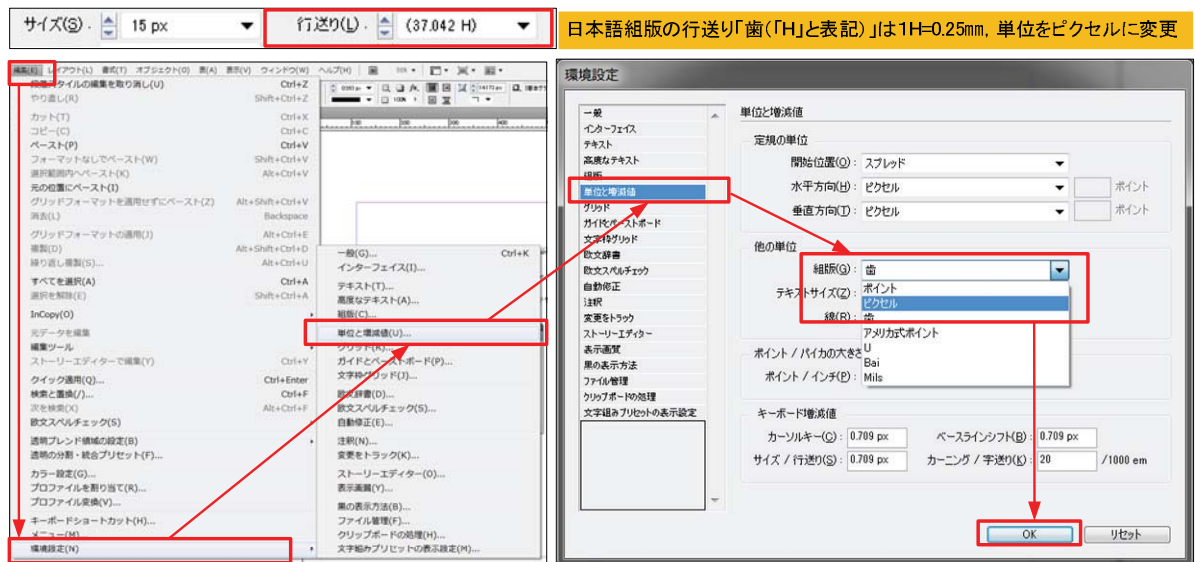 サイズ(S): 15 px
行送り(L): (37.042 H)
日本語組版の行送り「歯(「H」と表記)」は1H=0.25mm,単位をピクセルに変更
編集(E) レイアウト(L) 書式(T) オブジェクト(O) 表(A) 表示(V) ウィンドウ(W) ヘルプ(H)
段落スタイルの編集を取り消し(U) Ctrl+Z
やり直し(R) Shift+Ctrl+Z
カット(T) Ctrl+X
コピー(C) Ctrl+C
ペースト(P) Ctrl+V
フォーマットなしでペースト(W) Shift+Ctrl+V
選択範囲内へペースト(K) Alt+Ctrl+V
元の位置にペースト(I)
グリッドフォーマットを適用せずにペースト(Z) Alt+Shift+Ctrl+V
消去(L) Backspace
グリッドフォーマットの適用(J) Alt+Ctrl+E
複製(D) Alt+Shift+Ctrl+D
繰り返し複製(S)... Alt+Ctrl+U
すべてを選択(A) Ctrl+A
選択を解除(E) Shift+Ctrl+A
InCopy(O)
元データを編集
編集ツール
ストーリーエディターで編集(Y) Ctrl+Y
クイック適用(Q)... Ctrl+Enter
検索と置換(/)... Ctrl+F
次を検索(X) Alt+Ctrl+F
欧文スペルチェック(S)
透明ブレンド領域の設定(B)
透明の分割・統合プリセット(F)...
カラー設定(G)...
プロファイルを割り当て(R)...
プロファイル変換(V)...
キーボードショートカット(H)...
メニュー(M)...
環境設定(N)
一般(G)... Ctrl+K
インターフェイス(I)...
テキスト(T)...
高度なテキスト(A)...
組版(C)...
単位と増減値(U)...
グリッド(R)...
ガイドとペーストボード(P)...
文字枠グリッド(J)...
欧文辞書(D)...
欧文スペルチェック(S)...
自動修正(E)...
注釈(N)...
変更をトラック(K)...
ストーリーエディター(O)...
表示画質(Y)...
黒の表示方法(B)...
ファイル管理(F)...
クリップボードの処理(H)...
文字組みプリセットの表示設定(M)...
環境設定
一般
インターフェイス
テキスト
高度なテキスト
組版
単位と増減値
グリッド
ガイドとペーストボード
文字枠グリッド
欧文辞書
欧文スペルチェック
自動修正
注釈
変更をトラック
ストーリーエディター
表示画質
黒の表示方法
ファイル管理
クリップボードの処理
文字組みプリセットの表示設定
単位と増減値
定規の単位
開始位置(O): スプレッド
水平方向(H): ピクセル ポイント
垂直方向(T): ピクセル ポイント
他の単位
組版(G): 歯
テキストサイズ(Z): ポイント
ピクセル
線(R): 歯
アメリカ式ポイント
U
Bai
Mils
ポイント / パイカの大きさ
ポイント / インチ(P):
キーボード増減値
カーソルキー(C): 0.709 px ベースラインシフト(B): 0.709 px
サイズ / 行送り(S): 0.709 px カーニング / 字送り(K): 20 /1000 em
OK リセット